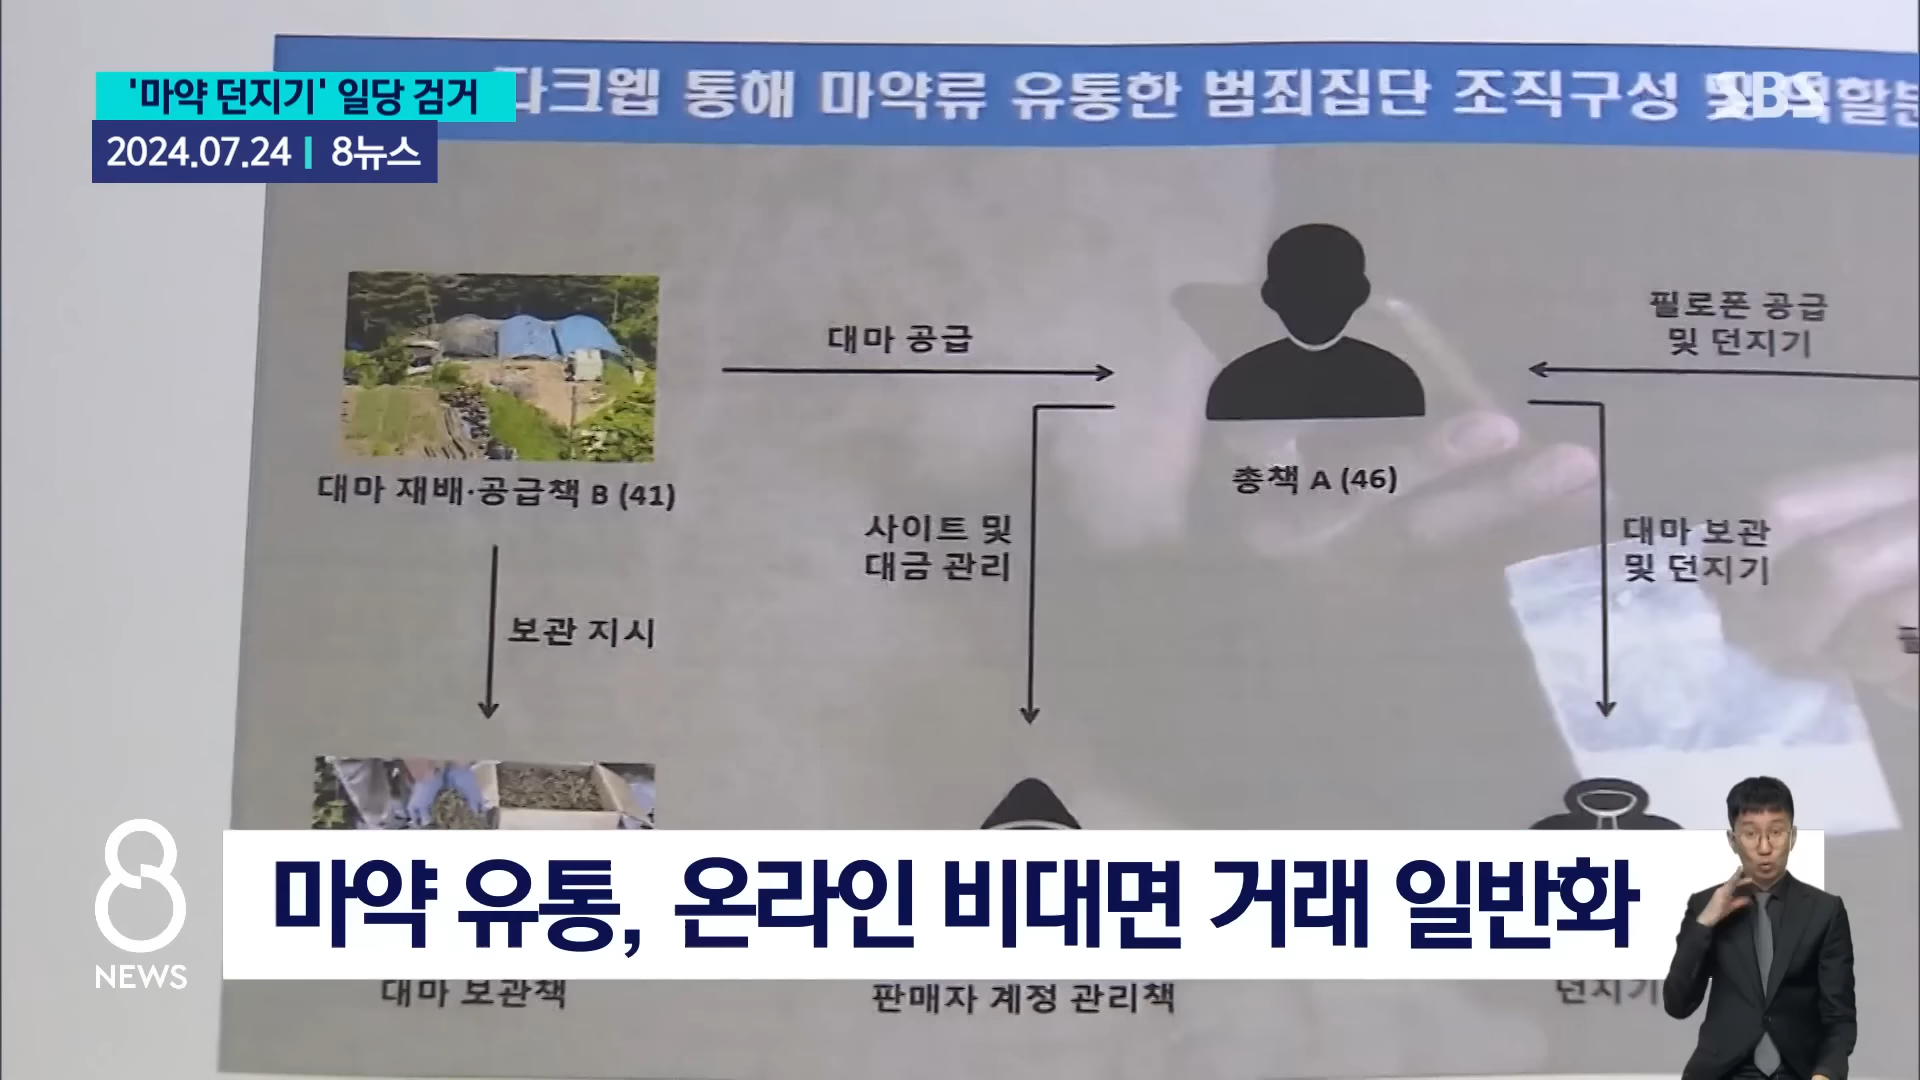 '마약 던지기' 일당 검거
2024.07.24 | 8뉴스
다크웹 통해 마약류 유통한 범죄집단 조직구성 및
SBS
대마 공급
필로폰 공급
및 던지기
대마 재배·공급책 B (41)
총책 A (46)
사이트 및
대금 관리
대마 보관
및 던지기
보관 지시
마약 유통, 온라인 비대면 거래 일반화
8
NEWS
대마 보관책
판매자 계정 관리책
던지기